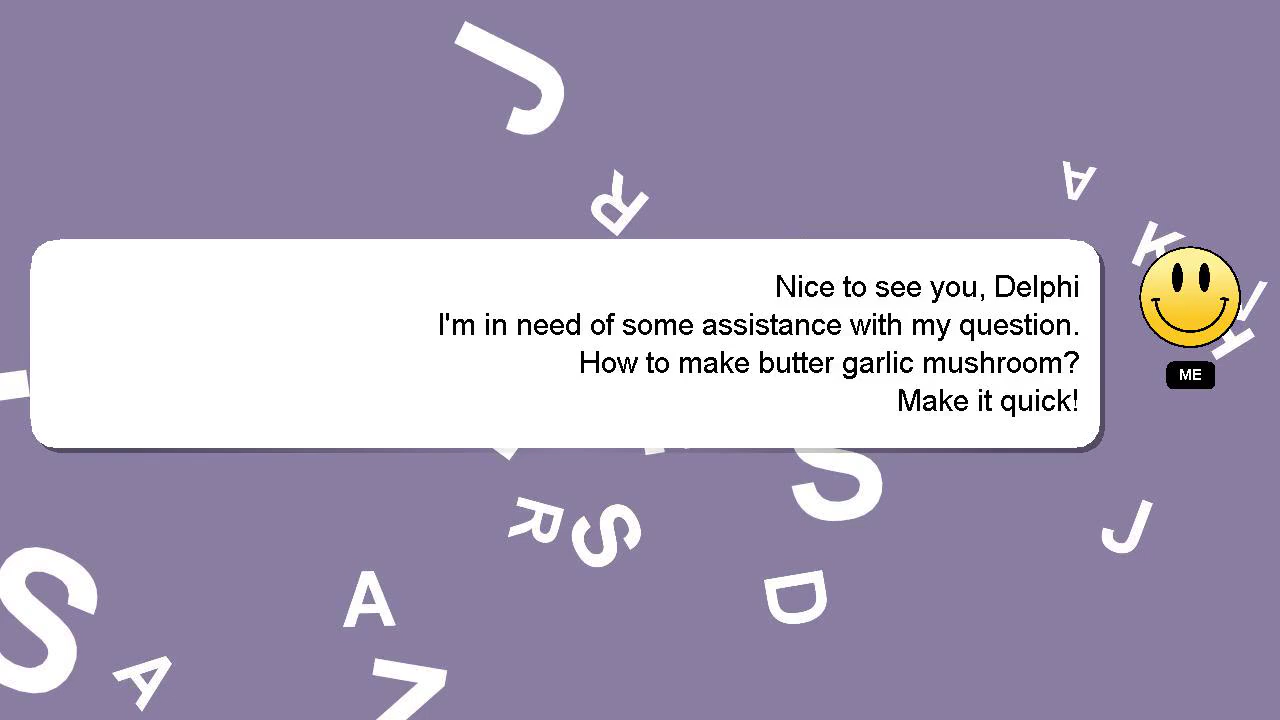 Nice to see you, Delphi
I'm in need of some assistance with my question.
How to make butter garlic mushroom?
Make it quick!
ME
J
R
A
K
S
R
S
J
D
A
S
A
Z